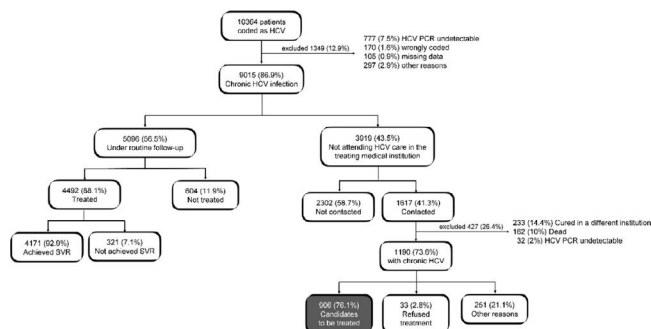 10364 patients
coded as HCV
excluded 1349 (12.9%)
777 (7.5%) HCV PCR undetectable
170 (1.6%) wrongly coded
105 (0.9%) missing data
297 (2.9%) other reasons
9015 (86.9%)
Chronic HCV infection
5096 (56.5%)
Under routine follow-up
3919 (43.5%)
Not attending HCV care in the
treating medical institution
4492 (88.1%)
Treated
604 (11.9%)
Not treated
2302 (58.7%)
Not contacted
1617 (41.3%)
Contacted
4171 (92.9%)
Achieved SVR
321 (7.1%)
Not achieved SVR
excluded 427 (26.4%)
233 (14.4%) Cured in a different institution
162 (10%) Dead
32 (2%) HCV PCR undetectable
1190 (73.6%)
with chronic HCV
906 (76.1%)
Candidates
to be treated
33 (2.8%)
Refused
treatment
251 (21.1%)
Other reasons